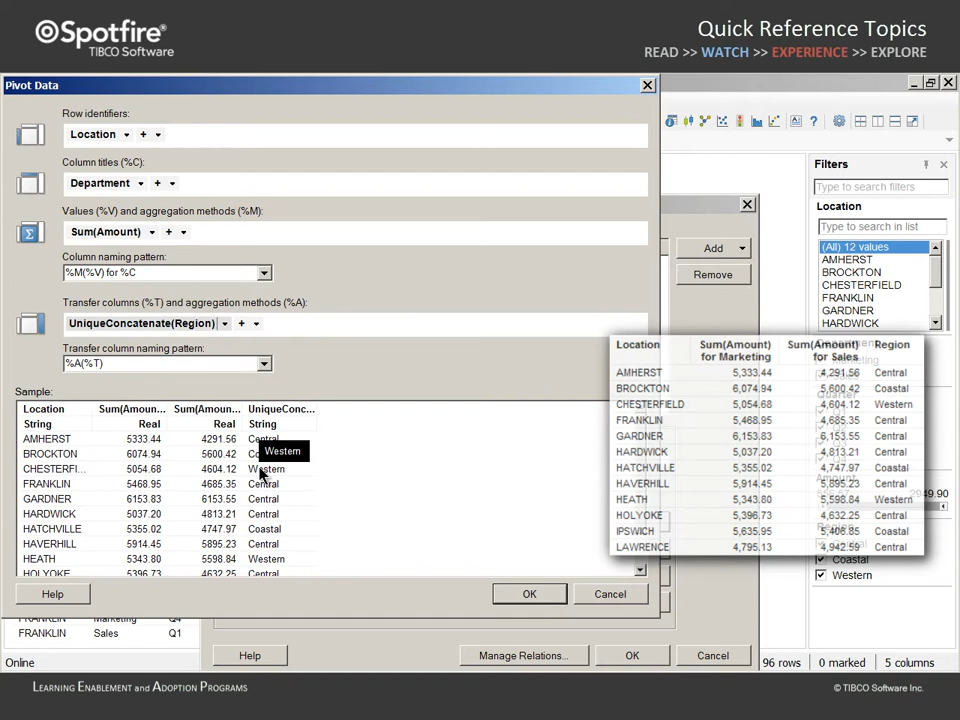 Spotfire®
TIBCO Software
Quick Reference Topics
READ >> WATCH >> EXPERIENCE >> EXPLORE
Pivot Data
Row identifiers:
Location +
Column titles (%C):
Department +
Values (%V) and aggregation methods (%M):
Sum(Amount) +
Column naming pattern:
%M(%V) for %C
Transfer columns (%T) and aggregation methods (%A):
UniqueConcatenate(Region) +
Transfer column naming pattern:
%A(%T)
Sample:
Location Sum(Amoun... Sum(Amoun... UniqueConc...
String Real Real String
AMHERST 5333.44 4291.56 Central
BROCKTON 6074.94 5600.42
CHESTERFI... 5054.68 4604.12 Western
FRANKLIN 5468.95 4685.35 Central
GARDNER 6153.83 6153.55 Central
HARDWICK 5037.20 4813.21 Central
HATCHVILLE 5355.02 4747.97 Coastal
HAVERHILL 5914.45 5895.23 Central
HEATH 5343.80 5598.84 Western
HOLYOKE 5396.73 4632.25 Central
Western
Help OK Cancel
Add
Remove
Filters
Type to search filters
Location
Type to search in list
(All) 12 values
AMHERST
BROCKTON
CHESTERFIELD
FRANKLIN
GARDNER
HARDWICK
Location Sum(Amount) for Marketing Sum(Amount) for Sales Region
AMHERST 5,333.44 4,291.56 Central
BROCKTON 6,074.94 5,600.42 Coastal
CHESTERFIELD 5,054.68 4,604.12 Western
FRANKLIN 5,468.95 4,685.35 Central
GARDNER 6,153.83 6,153.55 Central
HARDWICK 5,037.20 4,813.21 Central
HATCHVILLE 5,355.02 4,747.97 Coastal
HAVERHILL 5,914.45 5,895.23 Central
HEATH 5,343.80 5,598.84 Western
HOLYOKE 5,396.73 4,632.25 Central
IPSWICH 5,635.95 5,406.85 Coastal
LAWRENCE 4,795.13 4,942.59 Central
Coastal
Western
FRANKLIN Marketing Q4
FRANKLIN Sales Q1
Help Manage Relations... OK Cancel
Online 96 rows 0 marked 5 columns
LEARNING ENABLEMENT AND ADOPTION PROGRAMS
© TIBCO Software Inc.